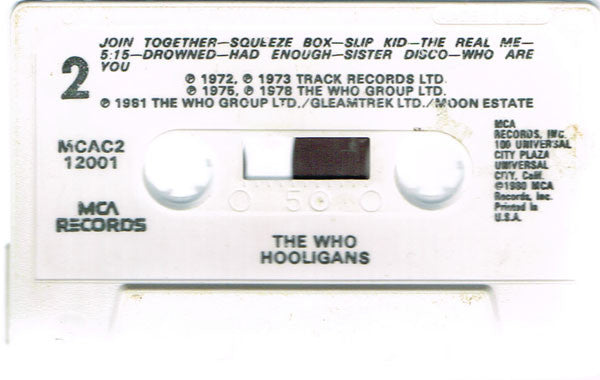 JOIN TOGETHER—SQUEEZE BOX—SLIP KID—THE REAL ME—
5:15—DROWNED—HAD ENOUGH—SISTER DISCO—WHO ARE
YOU
2
℗ 1972, ℗ 1973 TRACK RECORDS LTD.
℗ 1975, ℗ 1978 THE WHO GROUP LTD.
℗ 1981 THE WHO GROUP LTD./GLEAMTREK LTD./MOON ESTATE
MCAC2
12001
MCA
RECORDS
MCA
RECORDS, INC.
100 UNIVERSAL
CITY PLAZA
UNIVERSAL
CITY, Calif.
©1980 MCA
Records, Inc.
Printed in
U.S.A.
50
THE WHO
HOOLIGANS